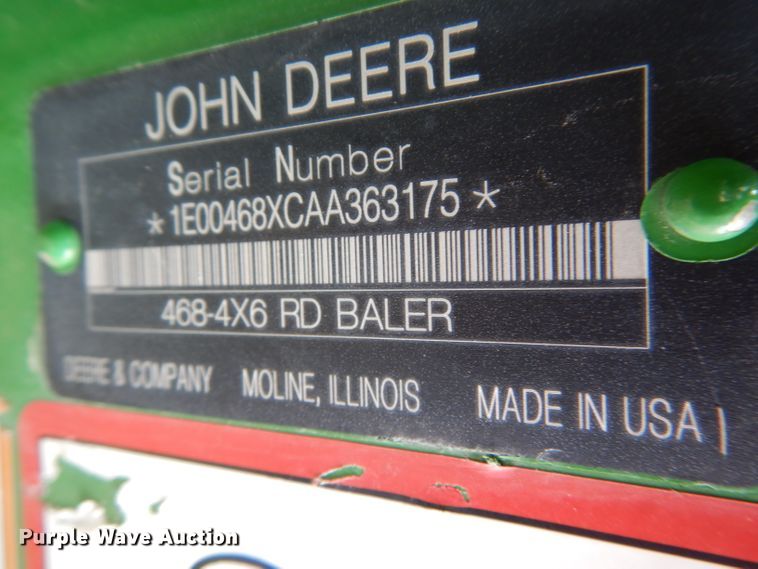 JOHN DEERE
Serial Number
*1E00468XCAA363175*
468-4X6 RD BALER
DEERE & COMPANY MOLINE, ILLINOIS MADE IN USA
Purple Wave Auction